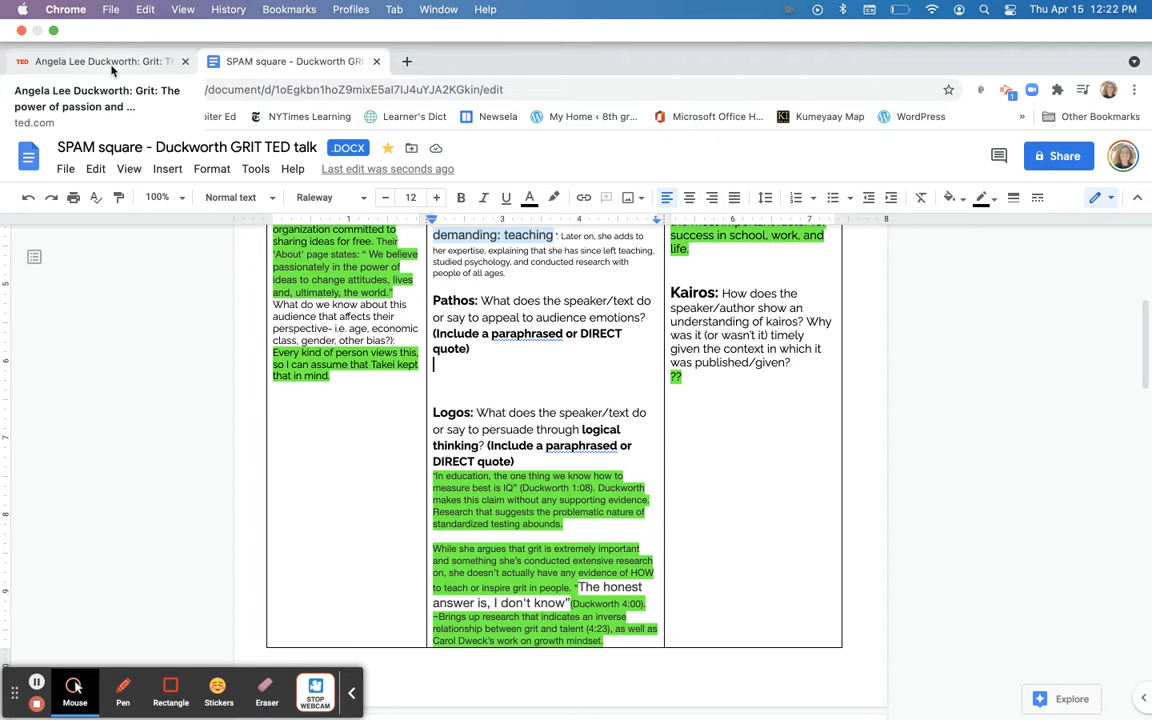 Chrome File Edit View History Bookmarks Profiles Tab Window Help Thu Apr 15 12:22 PM
TED Angela Lee Duckworth: Grit: Th
SPAM square - Duckworth GRI
Angela Lee Duckworth: Grit: The
power of passion and ...
ted.com
/document/d/1oEgkbn1hoZ9mixE5aI7IJ4uYJA2KGkin/edit
1
piter Ed NYTimes Learning Learner's Dict Newsela My Home ‹ 8th gr... Microsoft Office H... KI Kumeyaay Map WordPress » Other Bookmarks
SPAM square - Duckworth GRIT TED talk .DOCX
File Edit View Insert Format Tools Help Last edit was seconds ago
Share
100% Normal text Raleway 12 B I U A
1 3 4 6 7 8
organization committed to
sharing ideas for free. Their
'About' page states: " We believe
passionately in the power of
ideas to change attitudes, lives
and, ultimately, the world."
What do we know about this
audience that affects their
perspective- i.e. age, economic
class, gender, other bias?):
Every kind of person views this,
so I can assume that Takei kept
that in mind.
demanding: teaching". Later on, she adds to
her expertise, explaining that she has since left teaching,
studied psychology, and conducted research with
people of all ages.
Pathos: What does the speaker/text do
or say to appeal to audience emotions?
(Include a paraphrased or DIRECT
quote)
Logos: What does the speaker/text do
or say to persuade through logical
thinking? (Include a paraphrased or
DIRECT quote)
"In education, the one thing we know how to
measure best is IQ" (Duckworth 1:08). Duckworth
makes this claim without any supporting evidence.
Research that suggests the problematic nature of
standardized testing abounds.
While she argues that grit is extremely important
and something she's conducted extensive research
on, she doesn't actually have any evidence of HOW
to teach or inspire grit in people. "The honest
answer is, I don't know"(Duckworth 4:00).
~Brings up research that indicates an inverse
relationship between grit and talent (4:23), as well as
Carol Dweck's work on growth mindset.
success in school, work, and
life.
Kairos: How does the
speaker/author show an
understanding of kairos? Why
was it (or wasn't it) timely
given the context in which it
was published/given?
??
5
6
7
8
9
Mouse Pen Rectangle Stickers Eraser STOP WEBCAM
Explore